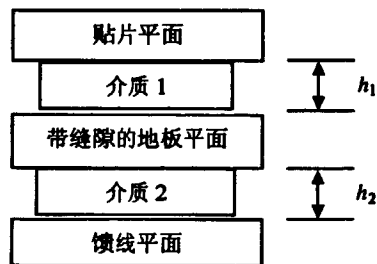 贴片平面
介质 1
h₁
带缝隙的地板平面
介质 2
h₂
馈线平面